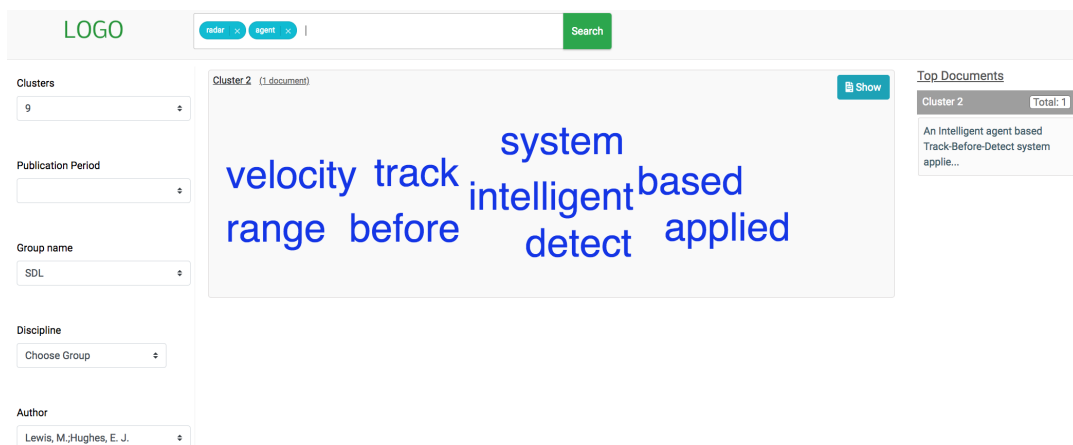 LOGO
radar × agent ×
Search
Clusters
9
Publication Period
Group name
SDL
Discipline
Choose Group
Author
Lewis, M.;Hughes, E. J.
Cluster 2 (1 document)
Show
system
velocity track
intelligent based
range before
detect applied
Top Documents
Cluster 2 Total: 1
An Intelligent agent based
Track-Before-Detect system
applie...